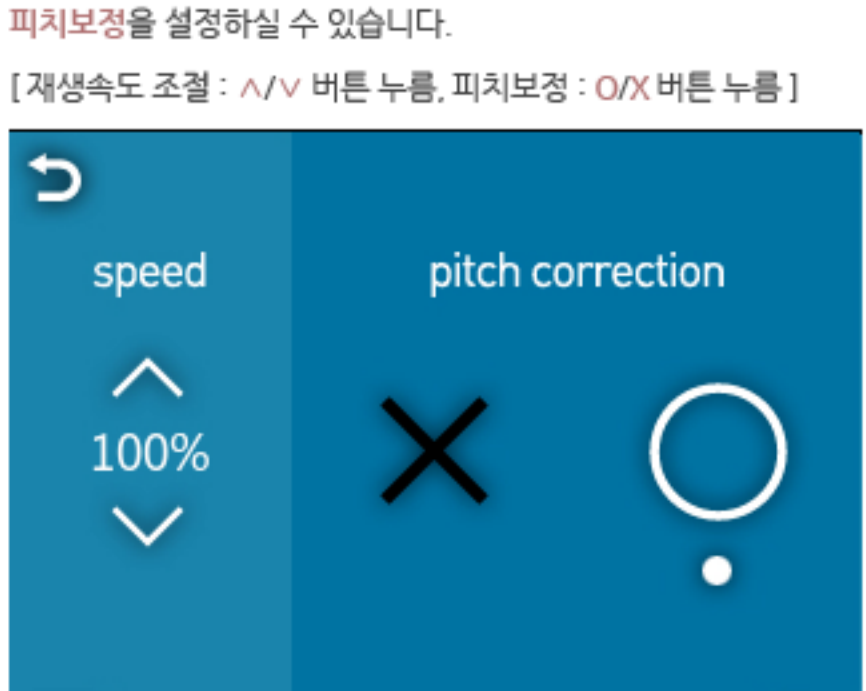 피치보정을 설정하실 수 있습니다.
[ 재생속도 조절 : ∧/∨ 버튼 누름, 피치보정 : O/X 버튼 누름 ]
speed
pitch correction
100%